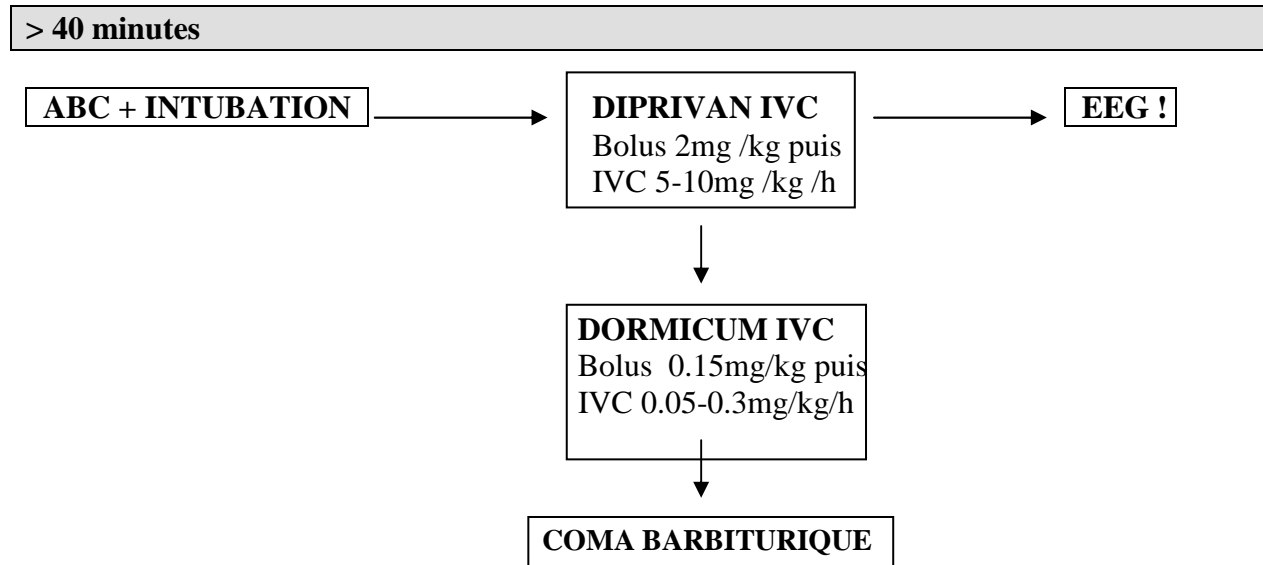 > 40 minutes
ABC + INTUBATION
DIPRIVAN IVC
Bolus 2mg /kg puis
IVC 5-10mg /kg /h
EEG !
DORMICUM IVC
Bolus  0.15mg/kg puis
IVC 0.05-0.3mg/kg/h
COMA BARBITURIQUE